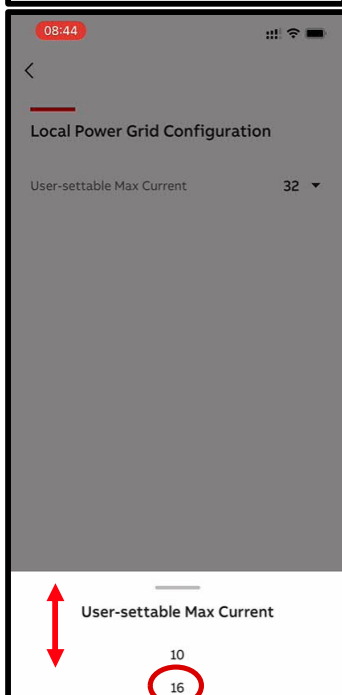 08:44
Local Power Grid Configuration
User-settable Max Current 32
User-settable Max Current
10
16